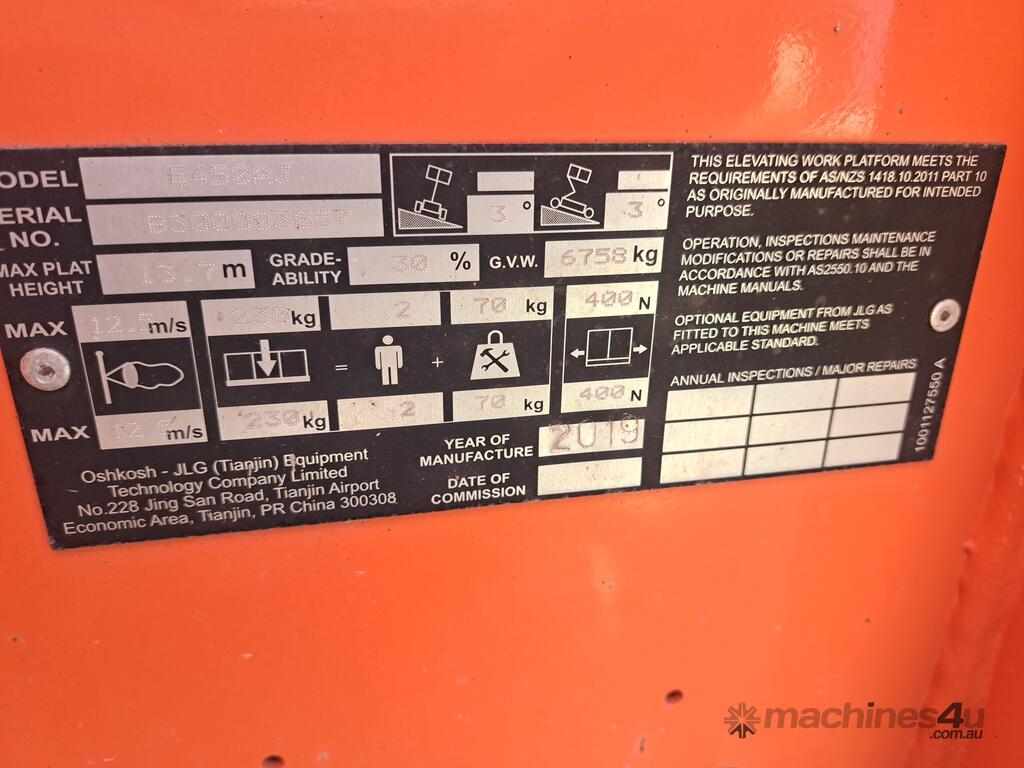 ODEL E450AJ
ERIAL NO.
3 ° 3 °
MAX PLAT HEIGHT 13.7 m GRADE-ABILITY 30 % G.V.W. 6758 kg
MAX 12.5 m/s 230 kg 2 70 kg 400 N
= +
MAX 12.5 m/s 230 kg 2 70 kg 400 N
YEAR OF MANUFACTURE 2019
DATE OF COMMISSION
Oshkosh - JLG (Tianjin) Equipment
Technology Company Limited
No.228 Jing San Road, Tianjin Airport
Economic Area, Tianjin, PR China 300308
THIS ELEVATING WORK PLATFORM MEETS THE
REQUIREMENTS OF AS/NZS 1418.10.2011 PART 10
AS ORIGINALLY MANUFACTURED FOR INTENDED
PURPOSE.
OPERATION, INSPECTIONS MAINTENANCE
MODIFICATIONS OR REPAIRS SHALL BE IN
ACCORDANCE WITH AS2550.10 AND THE
MACHINE MANUALS.
OPTIONAL EQUIPMENT FROM JLG AS
FITTED TO THIS MACHINE MEETS
APPLICABLE STANDARD.
ANNUAL INSPECTIONS / MAJOR REPAIRS
1001127550 A
machines4u
.com.au